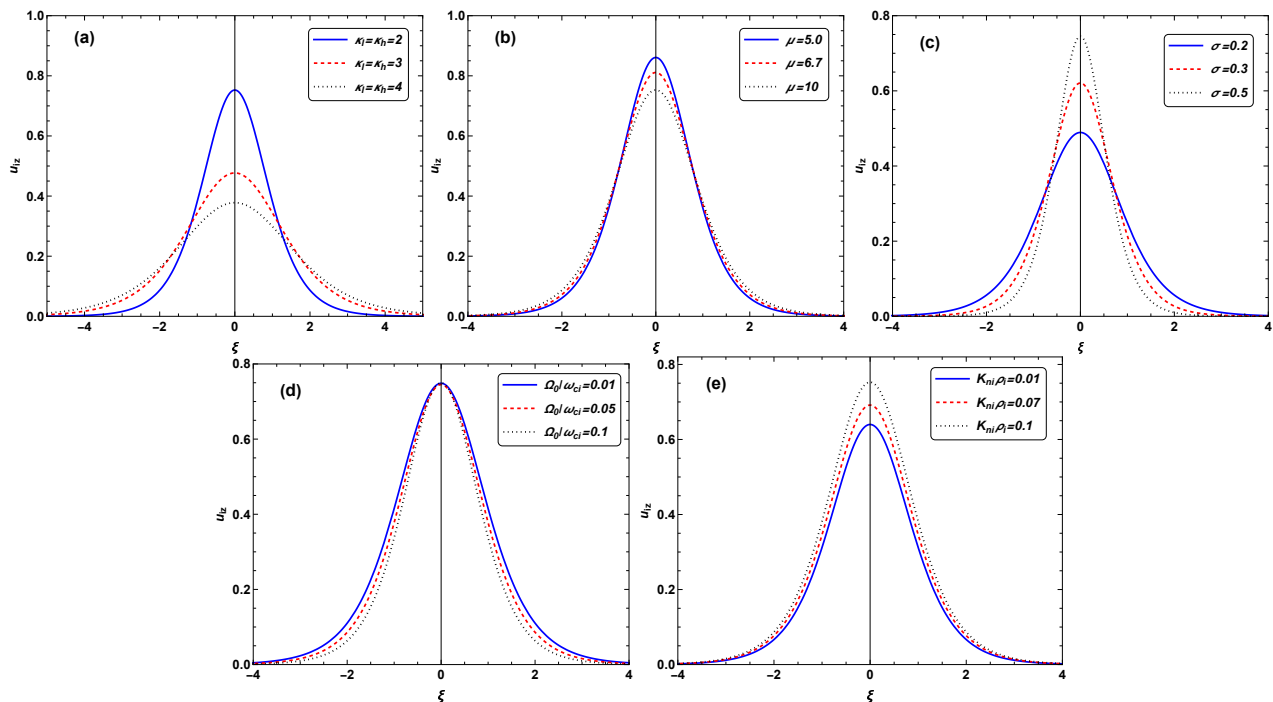 (a)
κl=κh=2
κl=κh=3
κl=κh=4
1.0
0.8
0.6
0.4
0.2
0.0
uiz
-4 -2 0 2 4
ξ
(b)
μ=5.0
μ=6.7
μ=10
1.0
0.8
0.6
0.4
0.2
0.0
uiz
-4 -2 0 2 4
ξ
(c)
σ=0.2
σ=0.3
σ=0.5
0.8
0.6
0.4
0.2
0.0
uiz
-4 -2 0 2 4
ξ
(d)
Ω0/ωci=0.01
Ω0/ωci=0.05
Ω0/ωci=0.1
0.8
0.6
0.4
0.2
0.0
uiz
-4 -2 0 2 4
ξ
(e)
Kniρi=0.01
Kniρi=0.07
Kniρi=0.1
0.8
0.6
0.4
0.2
0.0
uiz
-4 -2 0 2 4
ξ